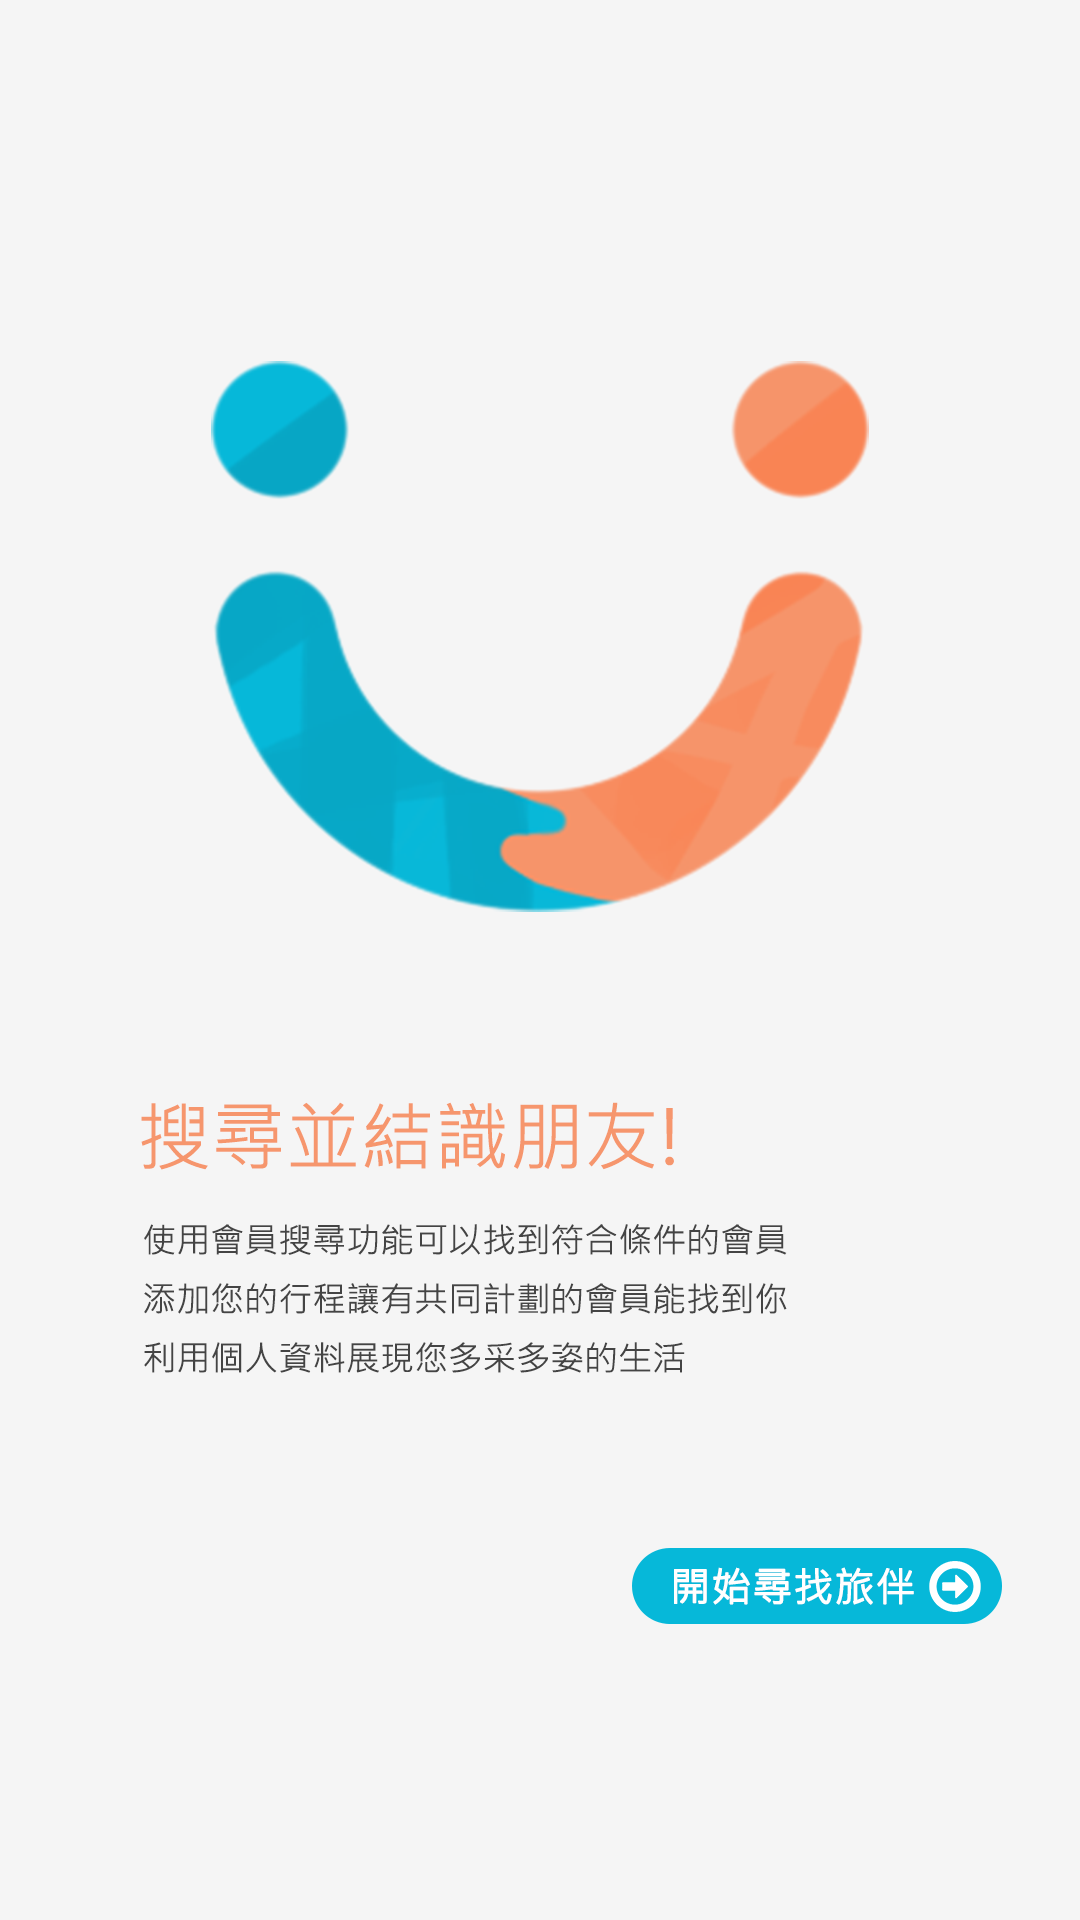 搜尋並結識朋友!
使用會員搜尋功能可以找到符合條件的會員
添加您的行程讓有共同計劃的會員能找到你
利用個人資料展現您多采多姿的生活
開始尋找旅伴